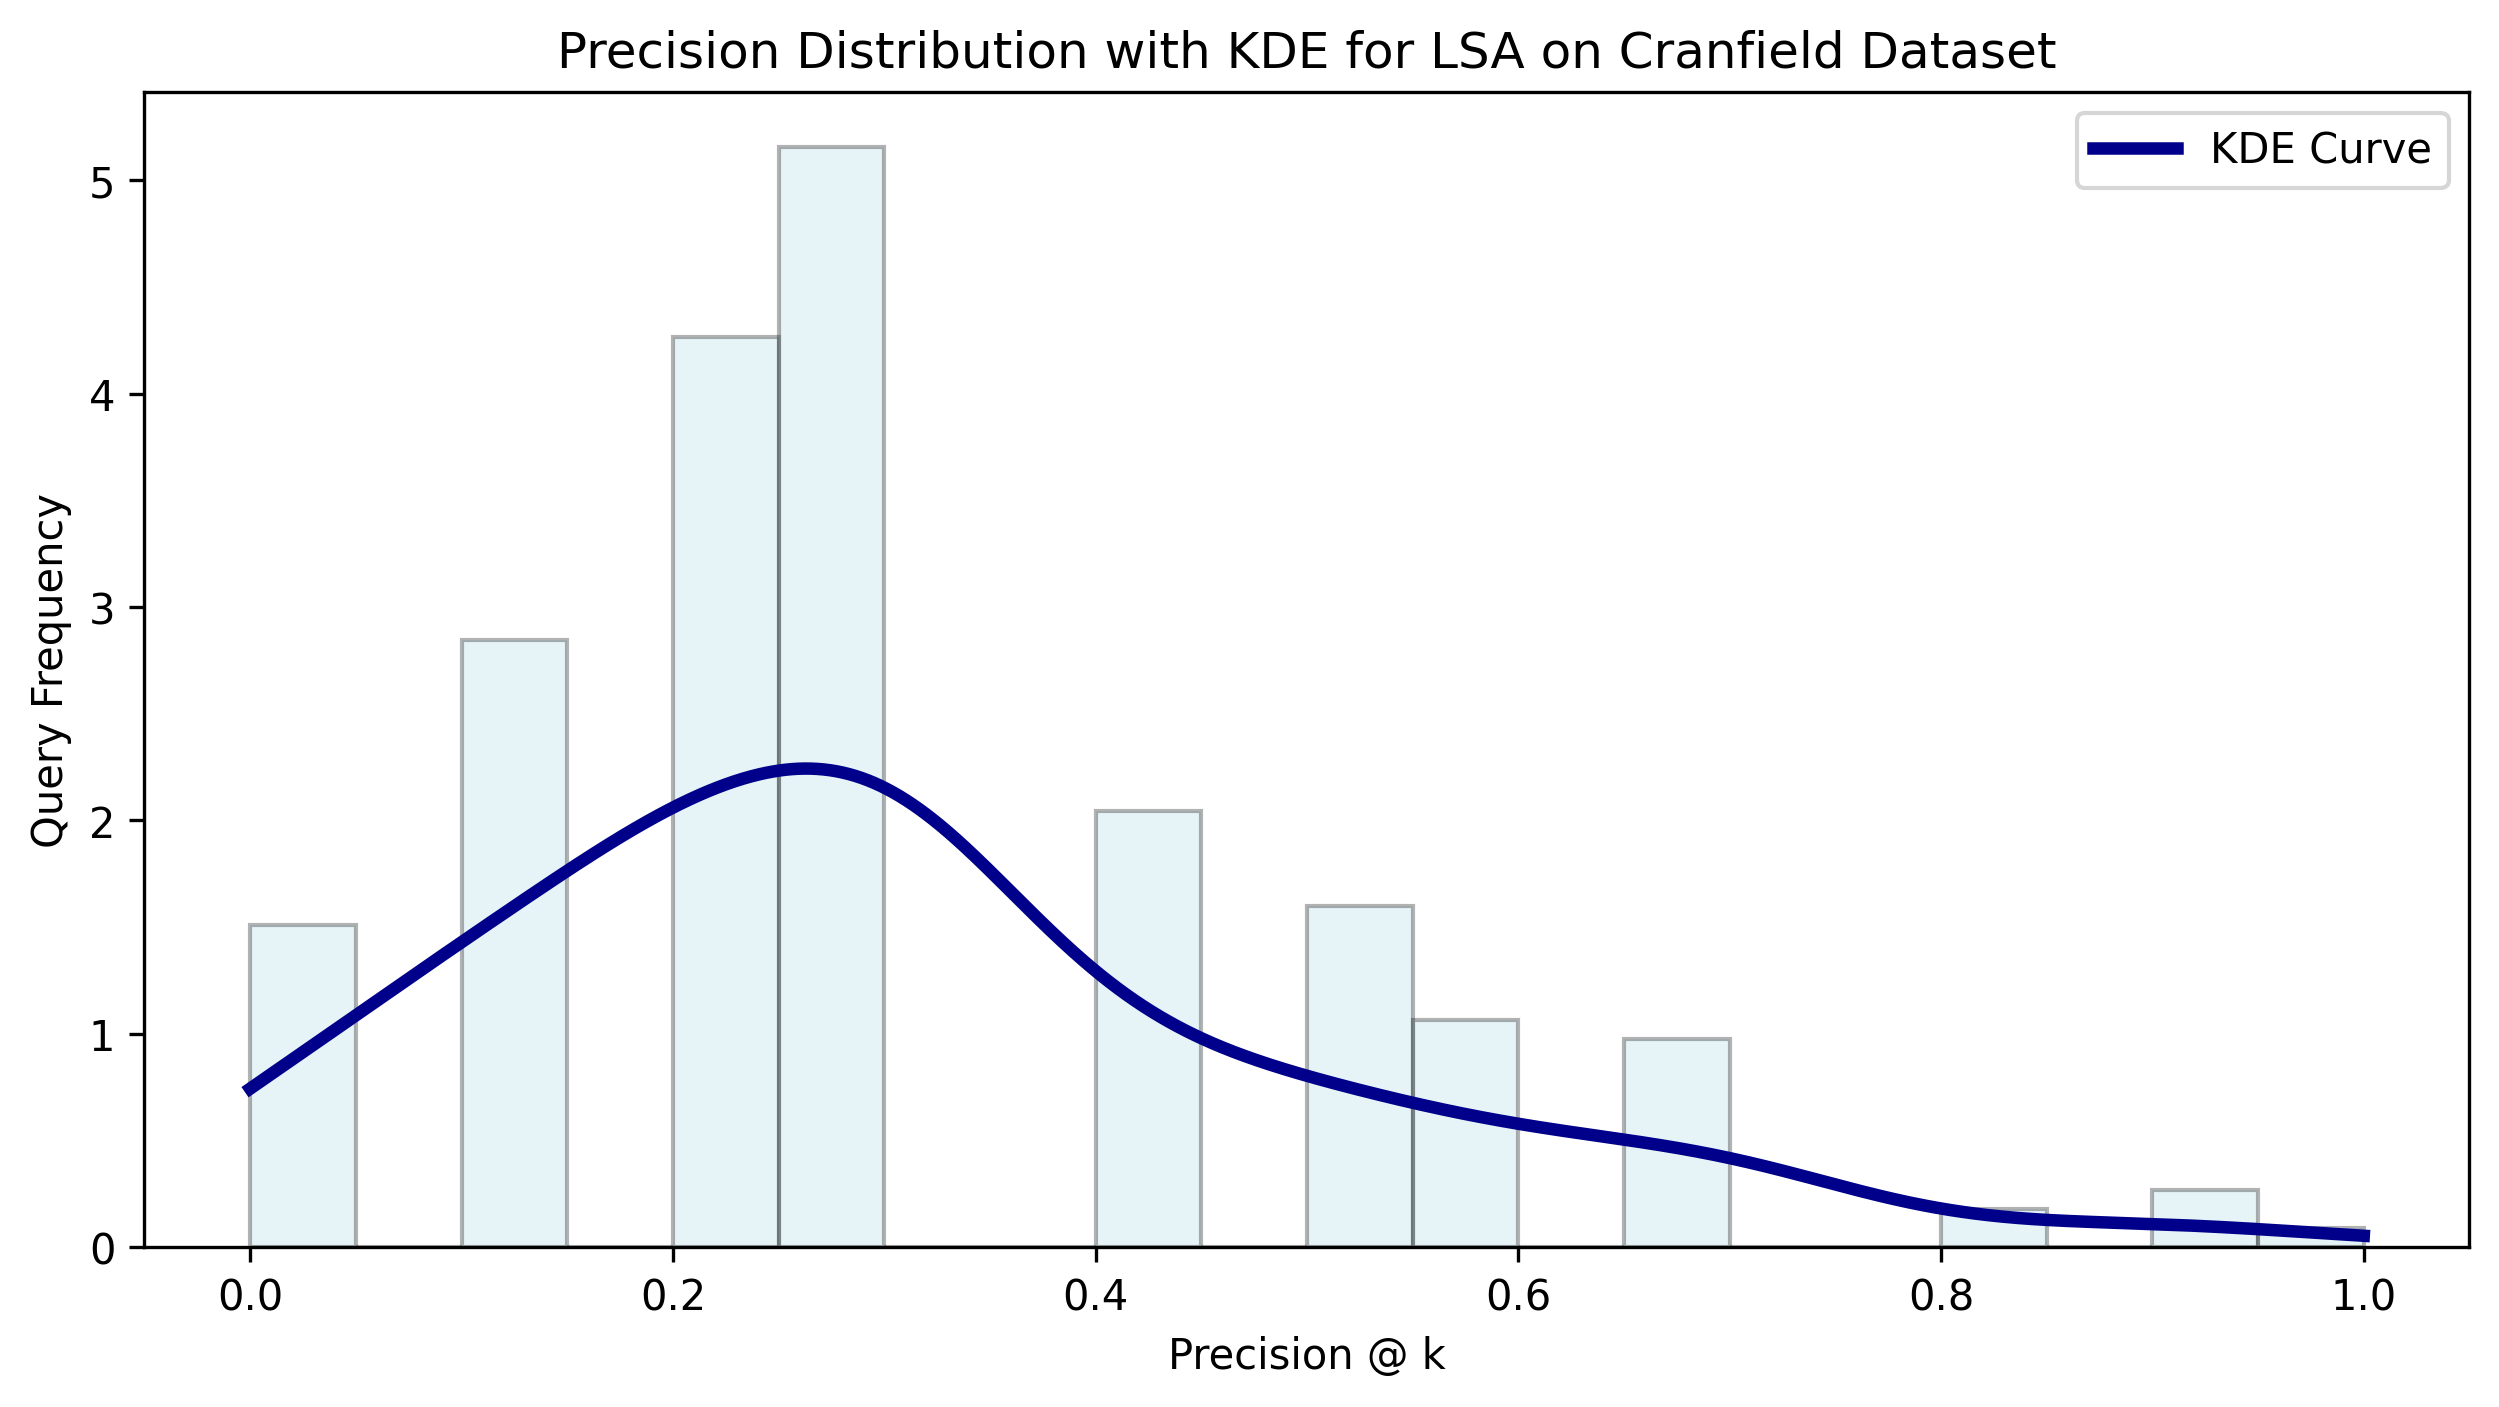 Precision Distribution with KDE for LSA on Cranfield Dataset
KDE Curve
Query Frequency
5
4
3
2
1
0
0.0 0.2 0.4 0.6 0.8 1.0
Precision @ k